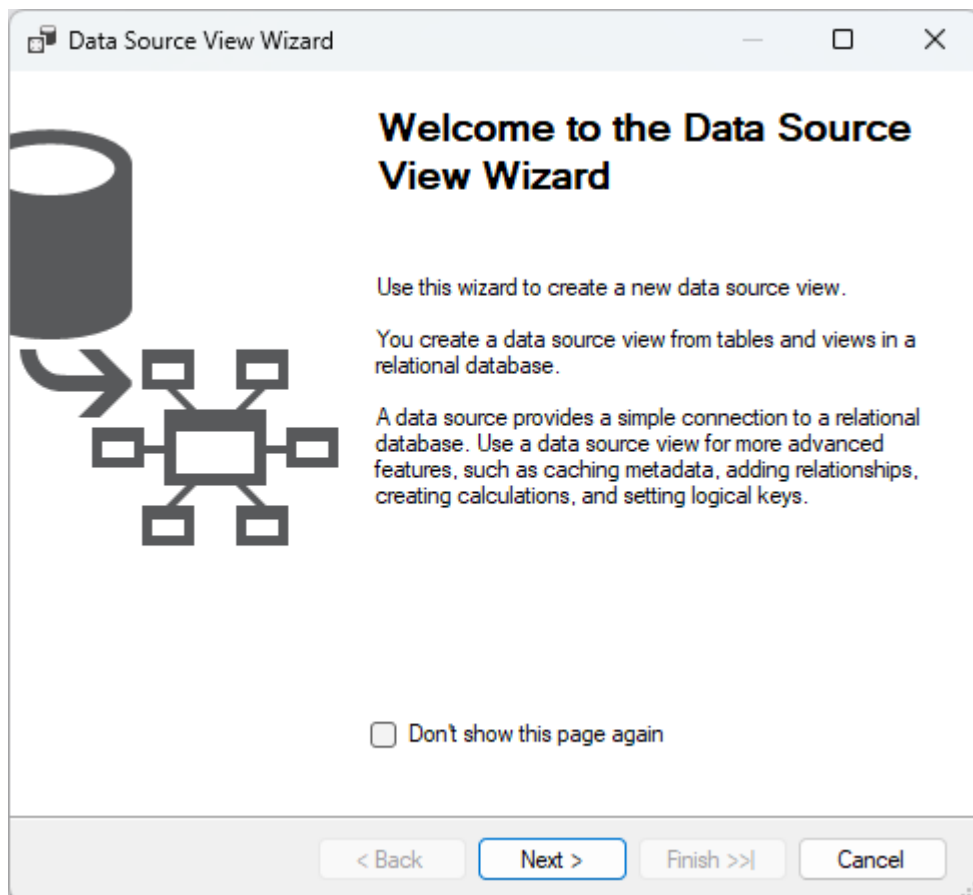 Data Source View Wizard
Welcome to the Data Source
View Wizard
Use this wizard to create a new data source view.
You create a data source view from tables and views in a
relational database.
A data source provides a simple connection to a relational
database. Use a data source view for more advanced
features, such as caching metadata, adding relationships,
creating calculations, and setting logical keys.
Don't show this page again
< Back
Next >
Finish >>|
Cancel